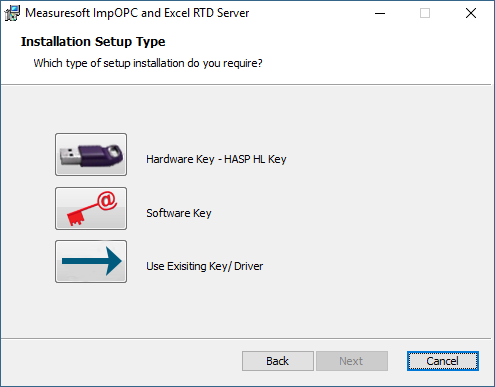 Measuresoft ImpOPC and Excel RTD Server
Installation Setup Type
Which type of setup installation do you require?
Hardware Key - HASP HL Key
@
Software Key
Use Exisiting Key/ Driver
Back
Next
Cancel